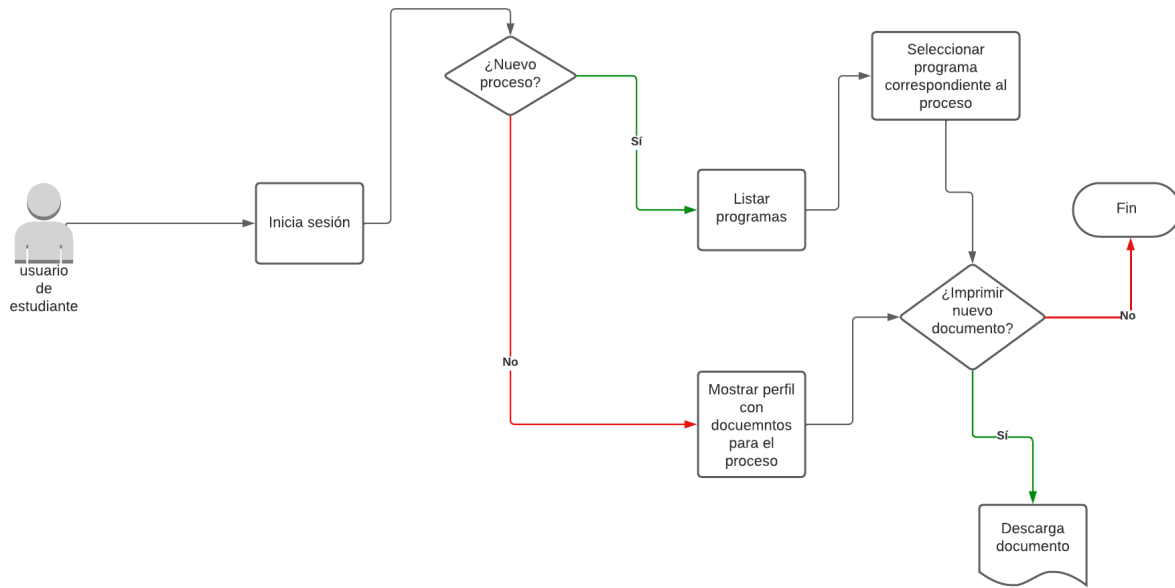 ¿Nuevo
proceso?
Seleccionar
programa
correspondiente al
proceso
Sí
Listar
programas
Fin
Inicia sesión
usuario
de
estudiante
¿Imprimir
nuevo
documento?
No
No
Mostrar perfil
con
docuemntos
para el
proceso
Sí
Descarga
documento